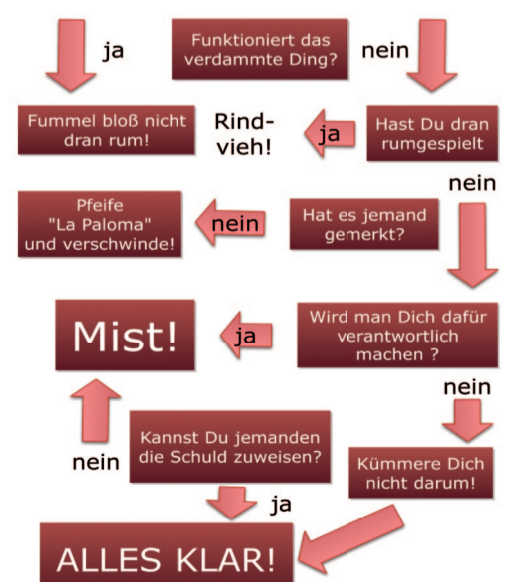 Funktioniert das
verdammte Ding?
ja
nein
Fummel bloß nicht
dran rum!
Rind-
vieh!
ja
Hast Du dran
rumgespielt
nein
Pfeife
"La Paloma"
und verschwinde!
nein
Hat es jemand
gemerkt?
Mist!
ja
Wird man Dich dafür
verantwortlich
machen ?
nein
nein
Kannst Du jemanden
die Schuld zuweisen?
Kümmere Dich
nicht darum!
ja
ALLES KLAR!